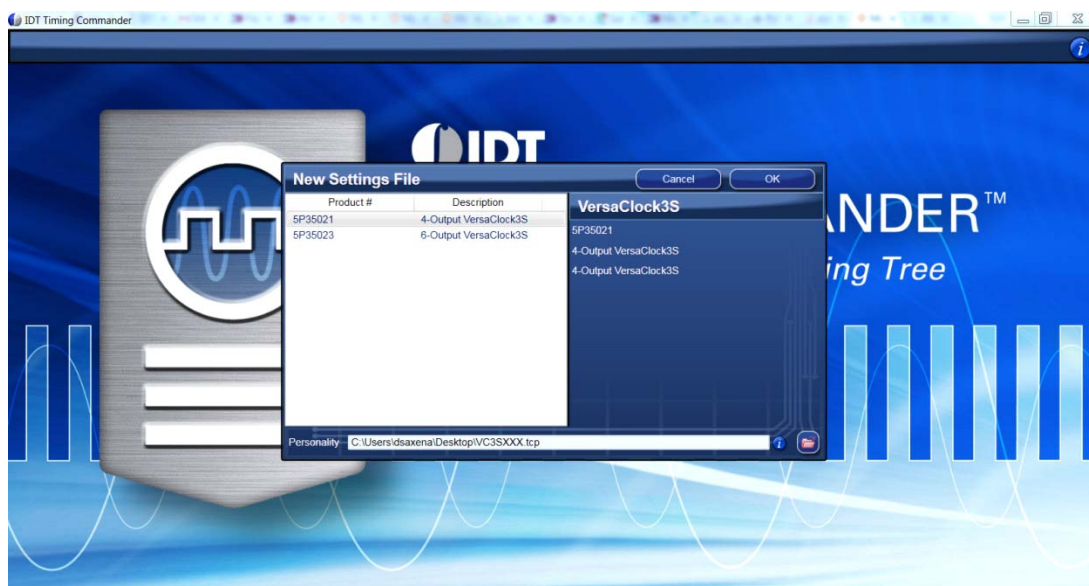 IDT Timing Commander
i
IDT
NDER™
ing Tree
New Settings File
Cancel
OK
Product #
Description
5P35021
4-Output VersaClock3S
5P35023
6-Output VersaClock3S
VersaClock3S
5P35021
4-Output VersaClock3S
4-Output VersaClock3S
Personality
C:\Users\dsaxena\Desktop\VC3SXXX.tcp
i